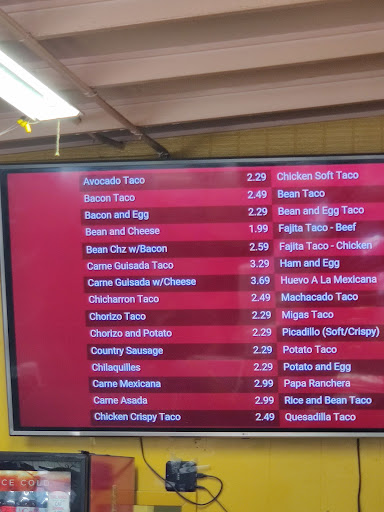 Avocado Taco 2.29 Chicken Soft Taco
Bacon Taco 2.49 Bean Taco
Bacon and Egg 2.29 Bean and Egg Taco
Bean and Cheese 1.99 Fajita Taco - Beef
Bean Chz w/Bacon 2.59 Fajita Taco - Chicken
Carne Guisada Taco 3.29 Ham and Egg
Carne Guisada w/Cheese 3.69 Huevo A La Mexicana
Chicharron Taco 2.49 Machacado Taco
Chorizo Taco 2.29 Migas Taco
Chorizo and Potato 2.29 Picadillo (Soft/Crispy)
Country Sausage 2.29 Potato Taco
Chilaquilles 2.29 Potato and Egg
Carne Mexicana 2.99 Papa Ranchera
Carne Asada 2.99 Rice and Bean Taco
Chicken Crispy Taco 2.49 Quesadilla Taco
ICE COLD